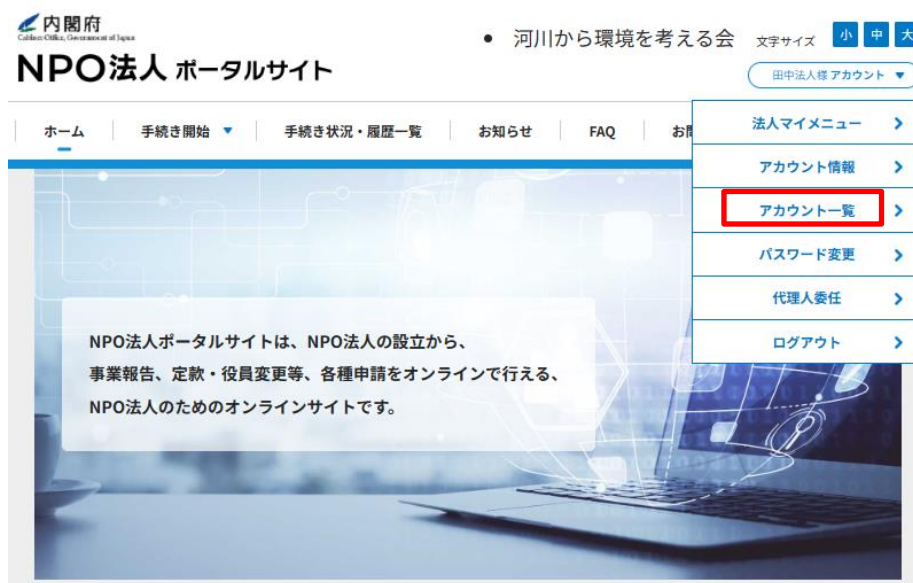 内閣府
Cabinet Office, Government of Japan
NPO法人 ポータルサイト
• 河川から環境を考える会
文字サイズ 小 中 大
田中法人様 アカウント ▼
ホーム 手続き開始 ▼ 手続き状況・履歴一覧 お知らせ FAQ お問
法人マイメニュー
アカウント情報
アカウント一覧
パスワード変更
代理人委任
ログアウト
NPO法人ポータルサイトは、NPO法人の設立から、
事業報告、定款・役員変更等、各種申請をオンラインで行える、
NPO法人のためのオンラインサイトです。